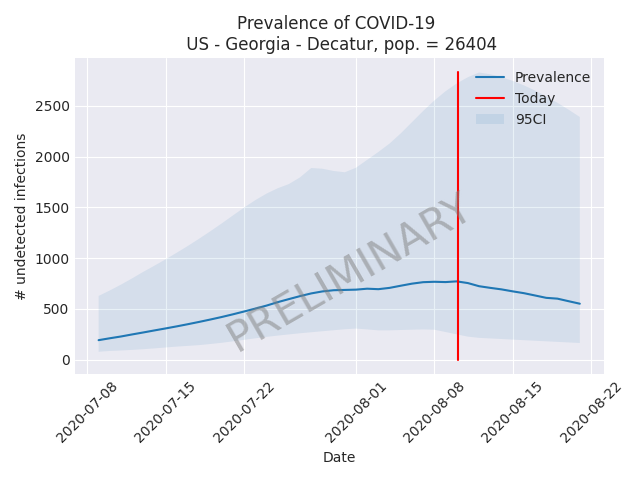 Prevalence of COVID-19
US - Georgia - Decatur, pop. = 26404
Prevalence
Today
95CI
# undetected infections
2500
2000
1500
1000
500
0
PRELIMINARY
2020-07-08
2020-07-15
2020-07-22
2020-08-01
2020-08-08
2020-08-15
2020-08-22
Date